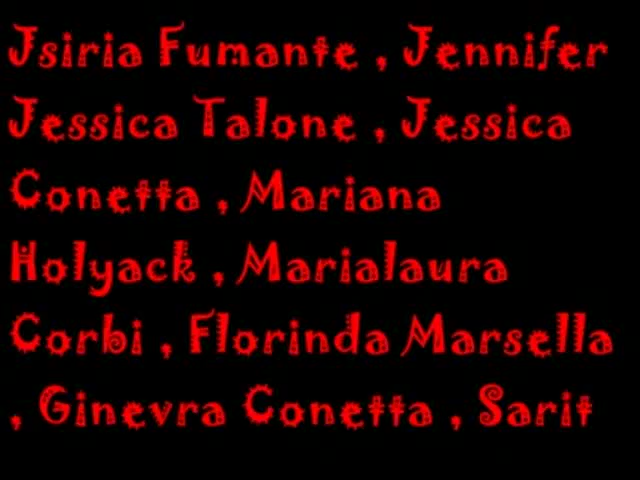 Jsiria Fumante , Jennifer
Jessica Talone , Jessica
Conetta , Mariana
Holyack , Marialaura
Corbi , Florinda Marsella
, Ginevra Conetta , Sarit